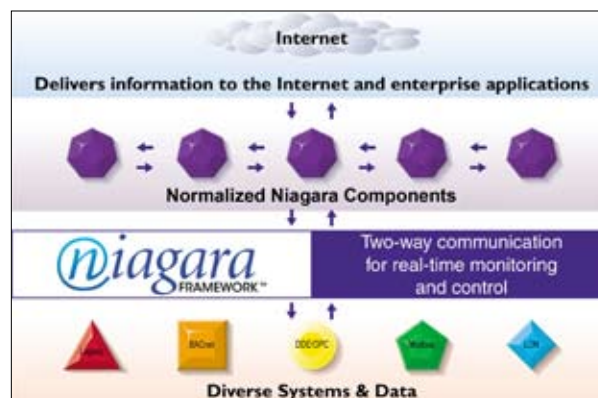 Internet
Delivers information to the Internet and enterprise applications
Normalized Niagara Components
niagara
FRAMEWORK™
Two-way communication
for real-time monitoring
and control
BACnet
DDE/OPC
Modbus
LON
Diverse Systems & Data